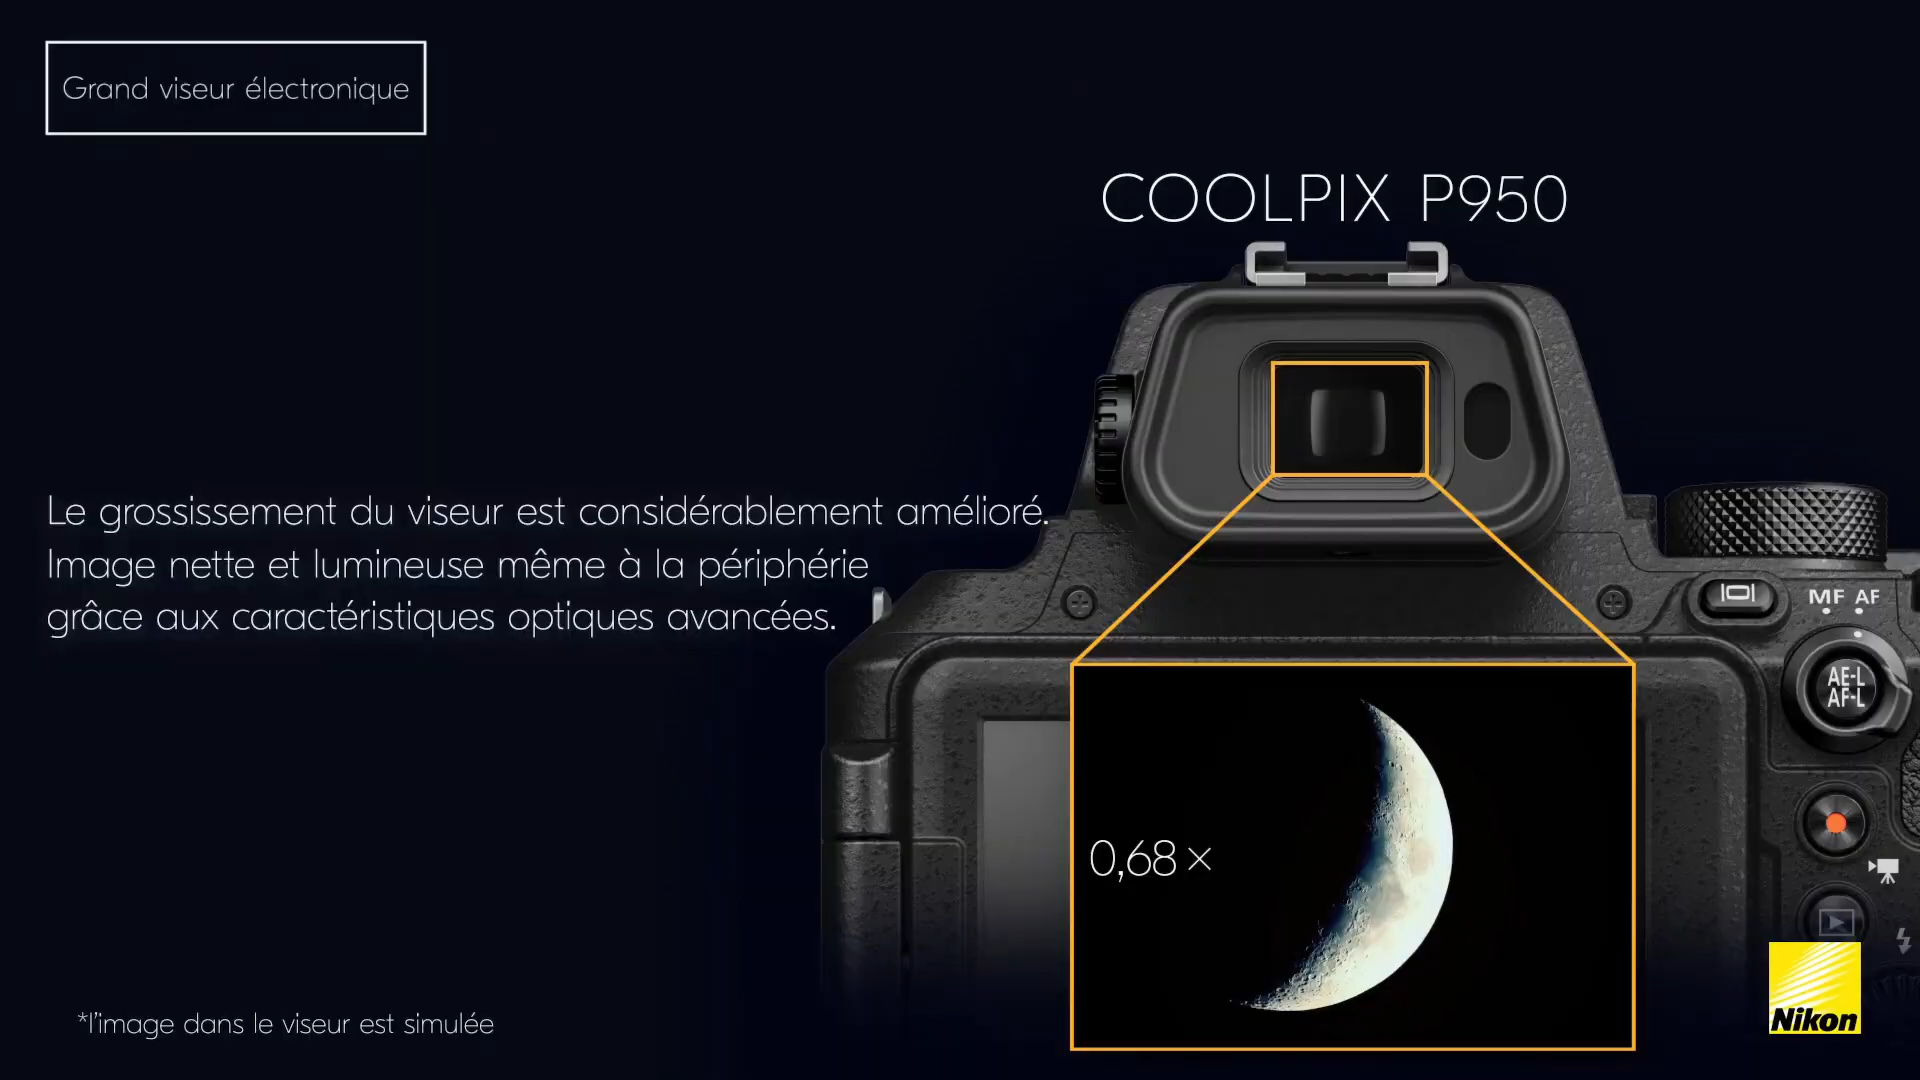 Grand viseur électronique
COOLPIX P950
Le grossissement du viseur est considérablement amélioré.
Image nette et lumineuse même à la périphérie
grâce aux caractéristiques optiques avancées.
MF AF
AE-L
AF-L
0,68×
*l'image dans le viseur est simulée
Nikon